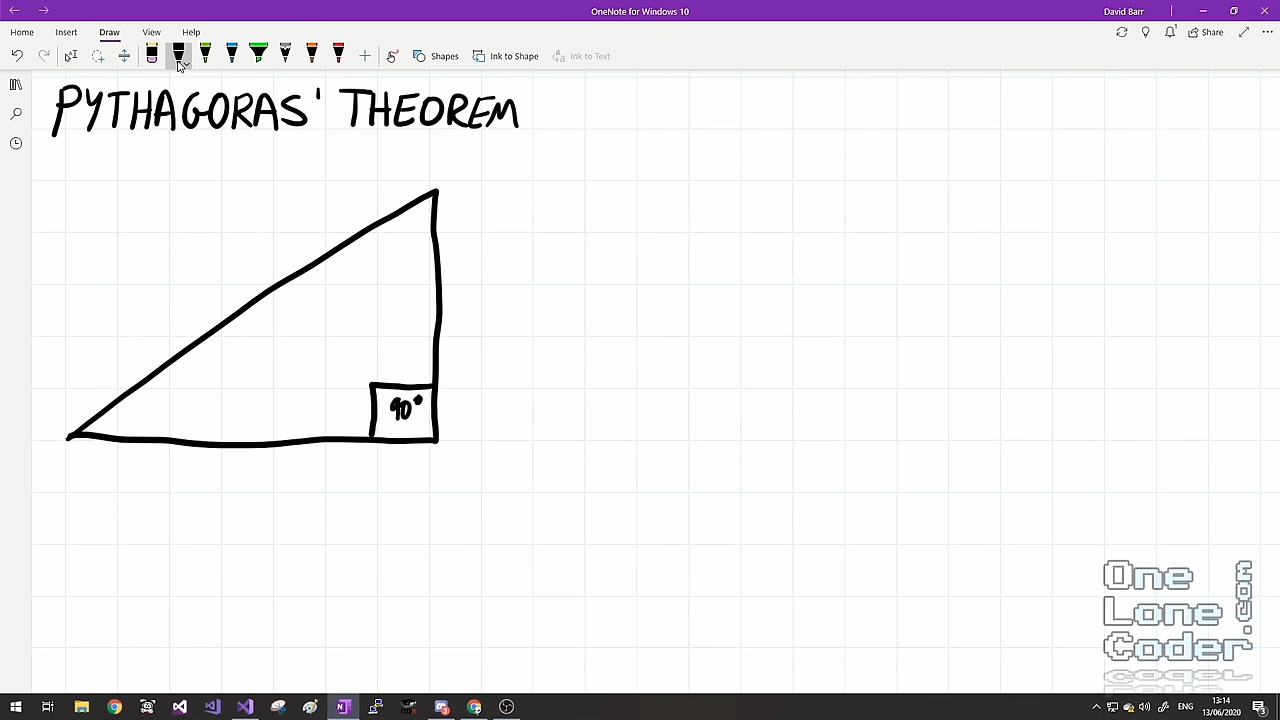 OneNote for Windows 10
David Barr
Home Insert Draw View Help
Share
Shapes
Ink to Shape
Ink to Text
PYTHAGORAS' THEOREM
90°
One
Lone
Coder
.com
ENG
13:14
13/06/2020